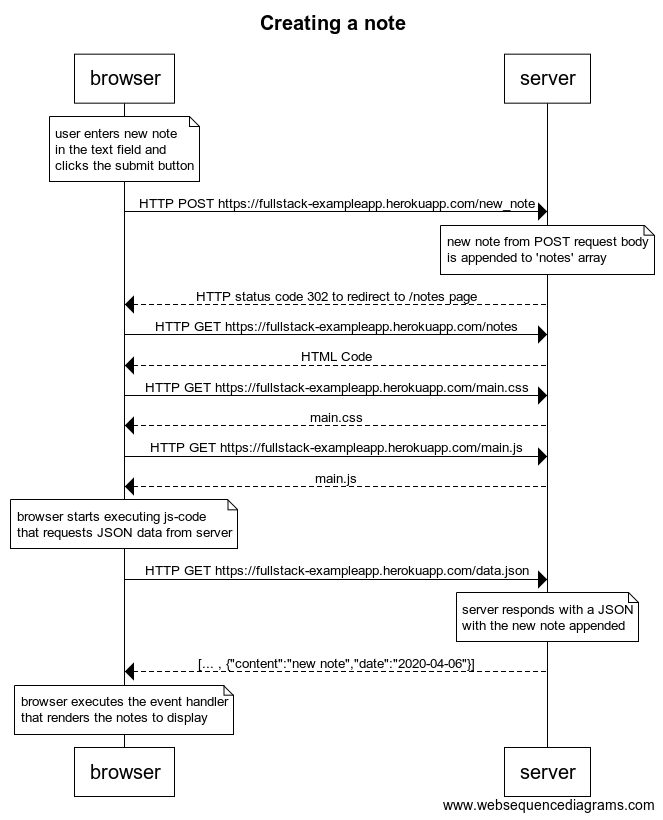 Creating a note
browser
server
user enters new note
in the text field and
clicks the submit button
HTTP POST https://fullstack-exampleapp.herokuapp.com/new_note
new note from POST request body
is appended to 'notes' array
HTTP status code 302 to redirect to /notes page
HTTP GET https://fullstack-exampleapp.herokuapp.com/notes
HTML Code
HTTP GET https://fullstack-exampleapp.herokuapp.com/main.css
main.css
HTTP GET https://fullstack-exampleapp.herokuapp.com/main.js
main.js
browser starts executing js-code
that requests JSON data from server
HTTP GET https://fullstack-exampleapp.herokuapp.com/data.json
server responds with a JSON
with the new note appended
[... , {"content":"new note","date":"2020-04-06"}]
browser executes the event handler
that renders the notes to display
browser
server
www.websequencediagrams.com